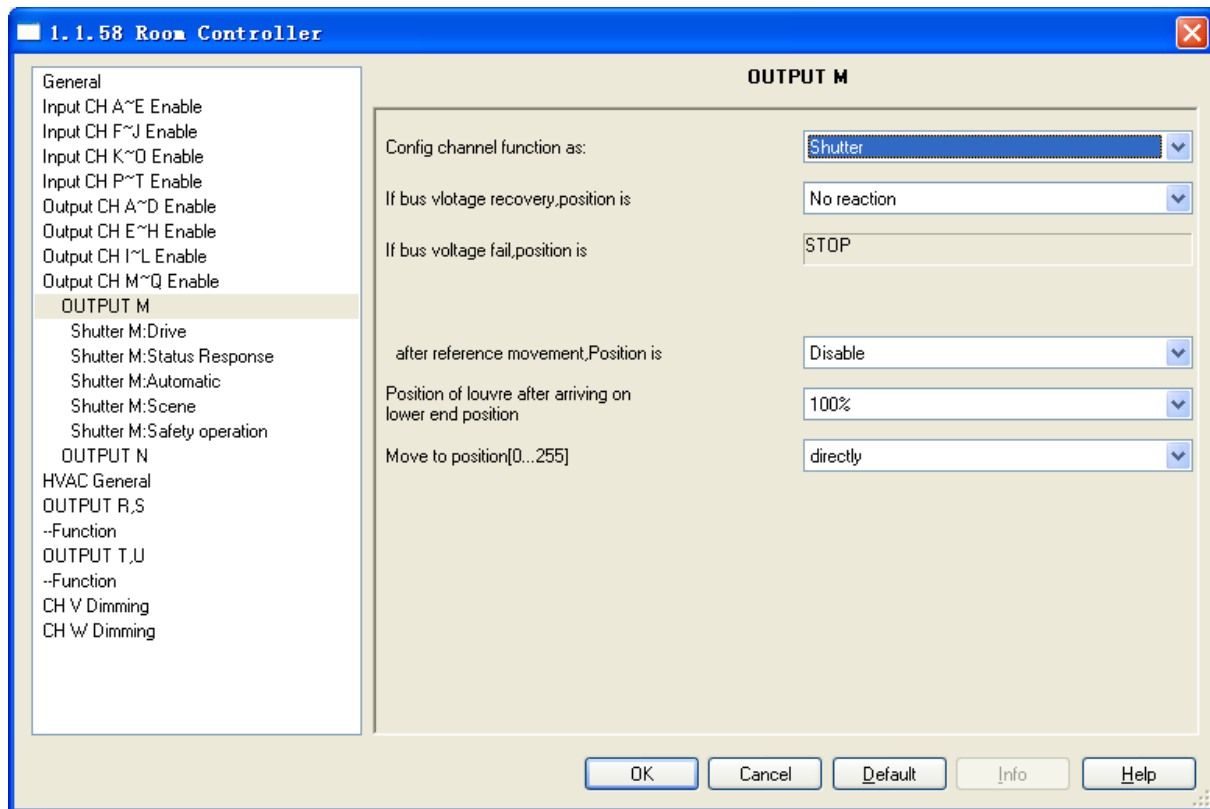 1.1.58 Room Controller
General
Input CH A~E Enable
Input CH F~J Enable
Input CH K~O Enable
Input CH P~T Enable
Output CH A~D Enable
Output CH E~H Enable
Output CH I~L Enable
Output CH M~Q Enable
OUTPUT M
Shutter M:Drive
Shutter M:Status Response
Shutter M:Automatic
Shutter M:Scene
Shutter M:Safety operation
OUTPUT N
HVAC General
OUTPUT R,S
--Function
OUTPUT T,U
--Function
CH V Dimming
CH W Dimming
OUTPUT M
Config channel function as: Shutter
If bus vlotage recovery,position is No reaction
If bus voltage fail,position is STOP
after reference movement,Position is Disable
Position of louvre after arriving on
lower end position 100%
Move to position[0...255] directly
OK Cancel Default Info Help